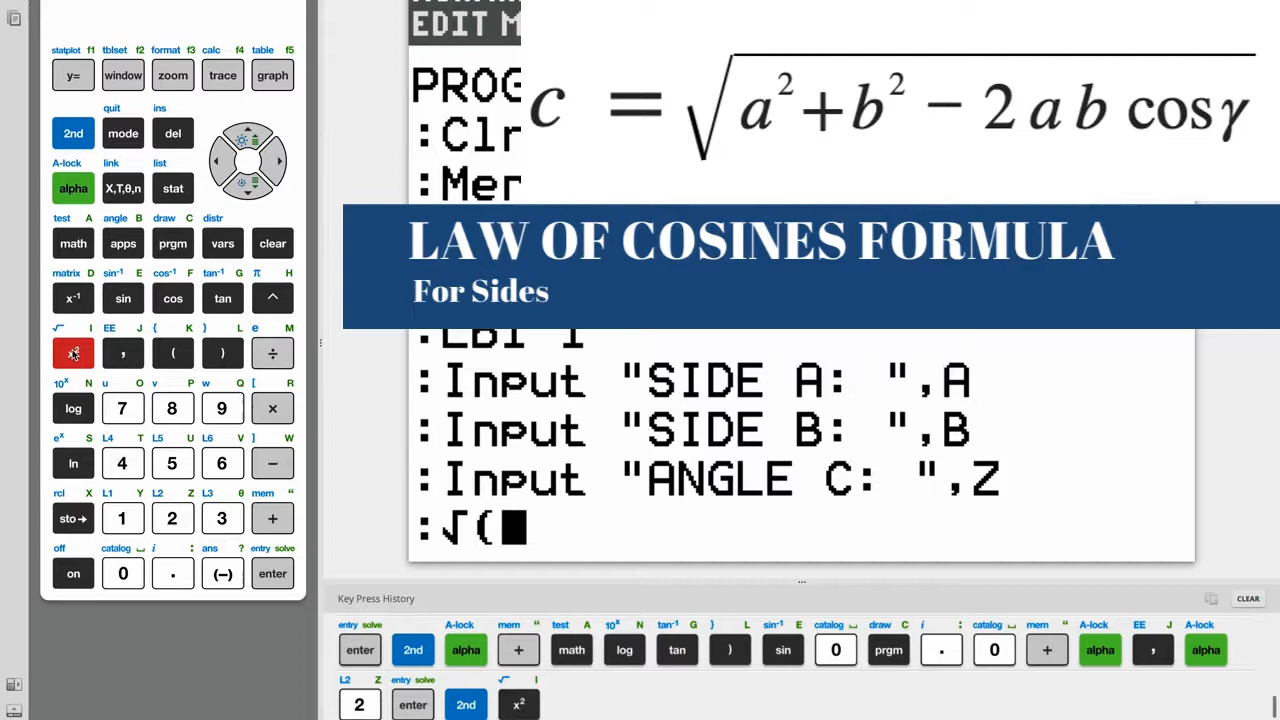 EDIT M
PROG
:Clr
:Men
c = √a²+b² − 2 a b cosγ
LAW OF COSINES FORMULA
For Sides
:Lbl 1
:Input "SIDE A: ",A
:Input "SIDE B: ",B
:Input "ANGLE C: ",Z
:√(
statplot f1 tblset f2 format f3 calc f4 table f5
y= window zoom trace graph
quit ins
2nd mode del
A-lock link list
alpha X,T,θ,n stat
test A angle B draw C distr
math apps prgm vars clear
matrix D sin⁻¹ E cos⁻¹ F tan⁻¹ G π H
x⁻¹ sin cos tan ^
√ I EE J { K } L e M
x² , ( ) ÷
10ˣ N u O v P w Q [ R
log 7 8 9 ×
eˣ S L4 T L5 U L6 V ] W
ln 4 5 6 −
rcl X L1 Y L2 Z L3 θ mem "
sto→ 1 2 3 +
off catalog ⎵ i : ans ? entry solve
on 0 . (−) enter
Key Press History
CLEAR
entry solve A-lock mem " test A 10ˣ N tan⁻¹ G } L sin⁻¹ E catalog ⎵ draw C i : catalog ⎵ mem " A-lock EE J A-lock
enter 2nd alpha + math log tan ) sin 0 prgm . 0 + alpha , alpha
L2 Z entry solve √ I
2 enter 2nd x²